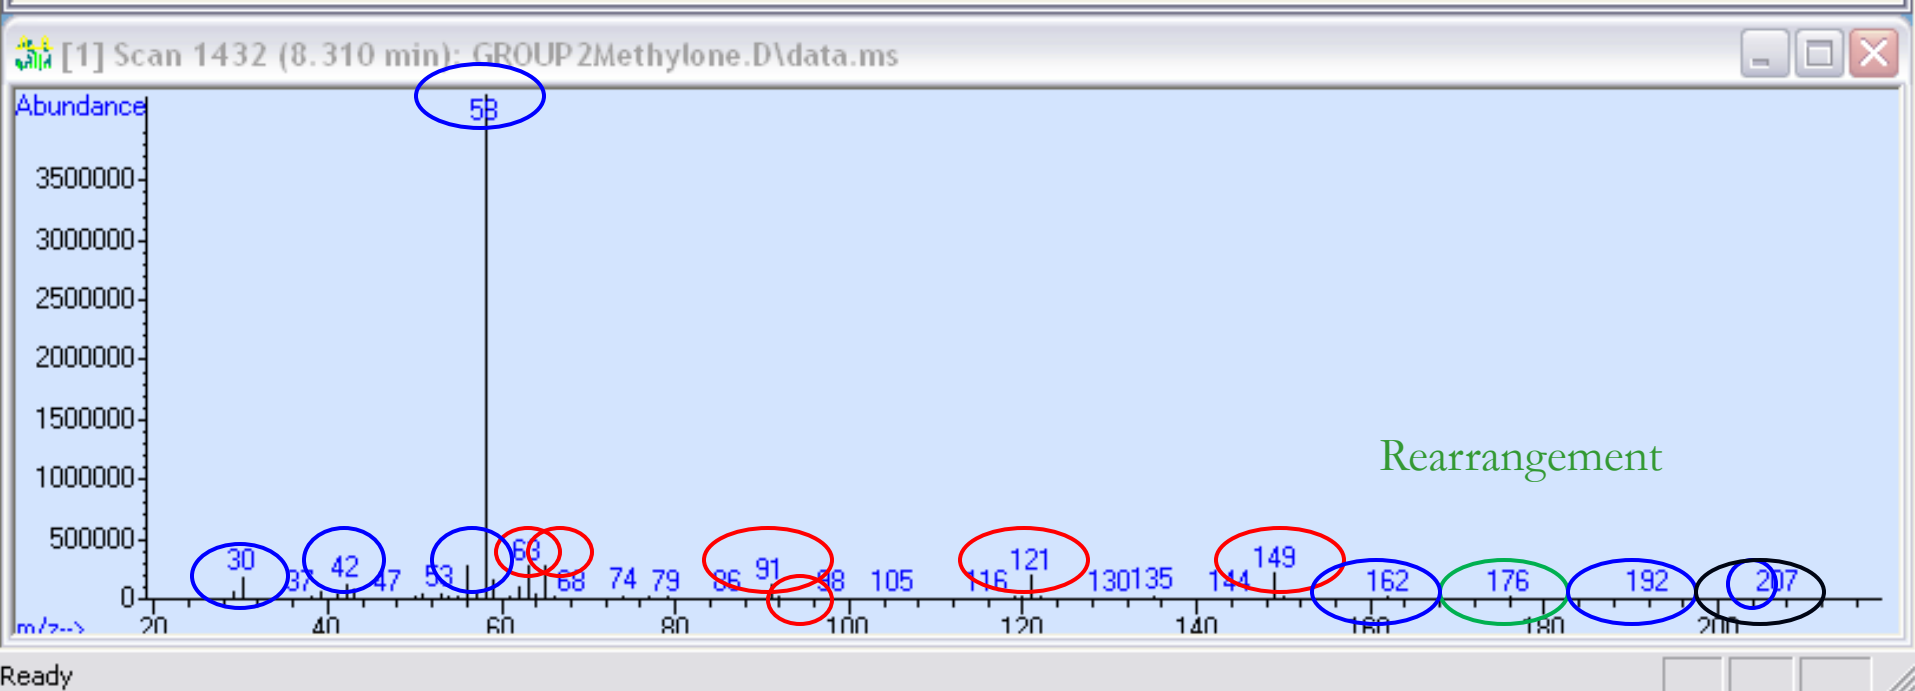 [1] Scan 1432 (8.310 min): GROUP2Methylone.D\data.ms
Abundance
58
3500000
3000000
2500000
2000000
1500000
Rearrangement
1000000
500000
30 37 42 47 53 63 68 74 79 86 91 98 105 116 121 130 135 144 149 162 176 192 207
0
m/z--> 20 40 60 80 100 120 140 160 180 200
Ready